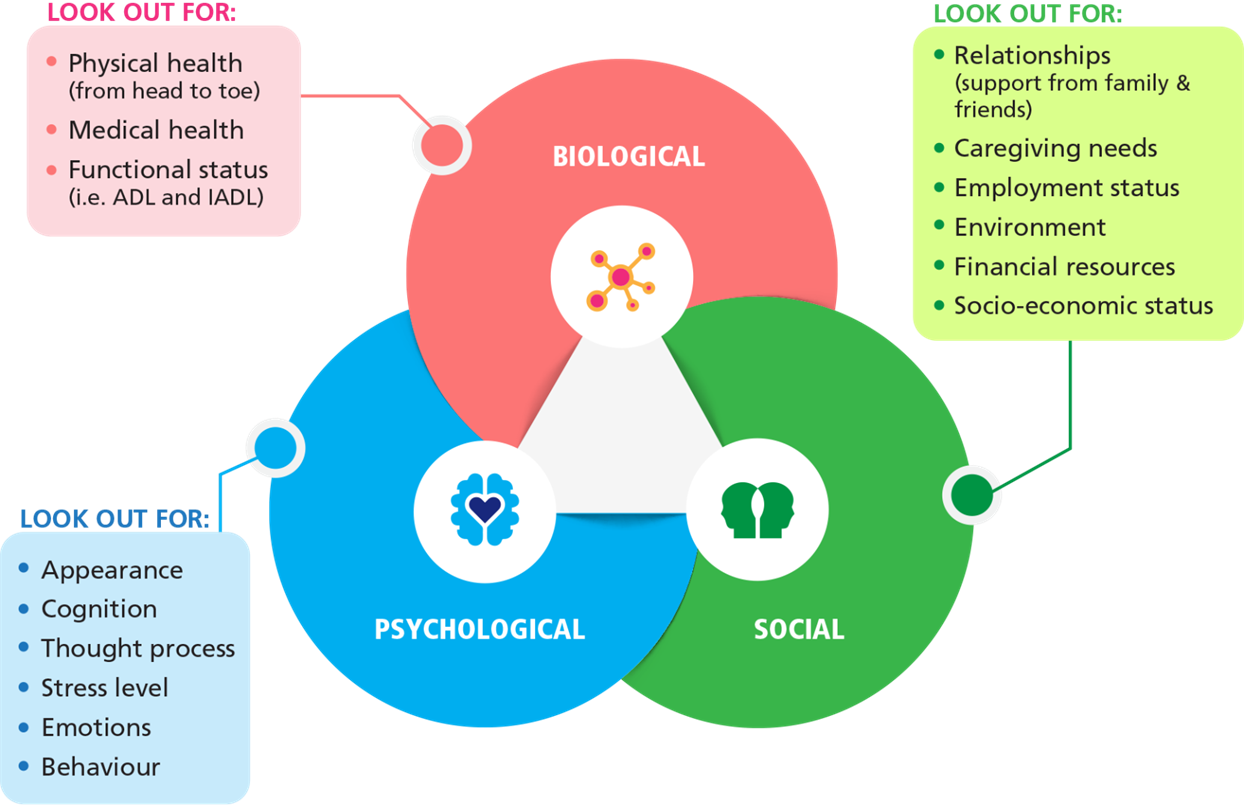 LOOK OUT FOR:
• Physical health
(from head to toe)
• Medical health
• Functional status
(i.e. ADL and IADL)
BIOLOGICAL
LOOK OUT FOR:
• Relationships
(support from family &
friends)
• Caregiving needs
• Employment status
• Environment
• Financial resources
• Socio-economic status
LOOK OUT FOR:
• Appearance
• Cognition
• Thought process
• Stress level
• Emotions
• Behaviour
PSYCHOLOGICAL
SOCIAL